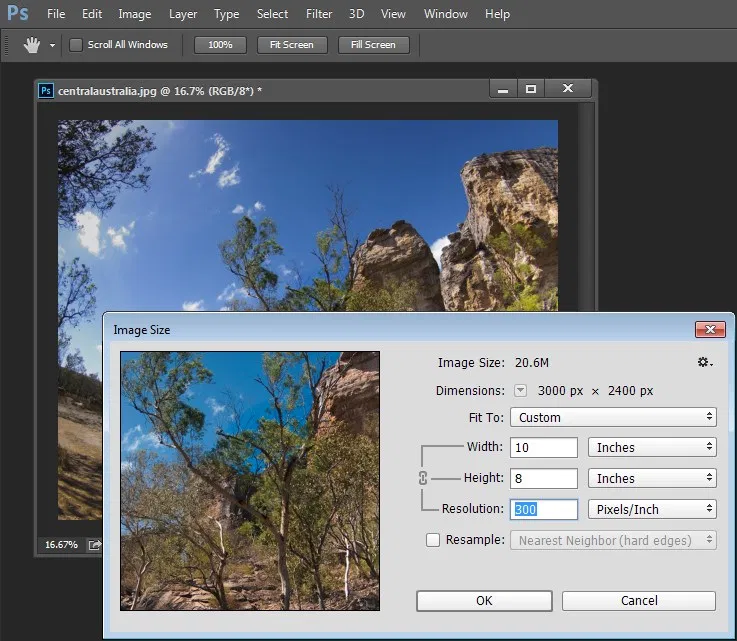 Ps File Edit Image Layer Type Select Filter 3D View Window Help
Scroll All Windows 100% Fit Screen Fill Screen
Ps centralaustralia.jpg @ 16.7% (RGB/8*) *
Image Size
Image Size: 20.6M
Dimensions: 3000 px × 2400 px
Fit To: Custom
Width: 10 Inches
Height: 8 Inches
Resolution: 300 Pixels/Inch
16.67%
Resample: Nearest Neighbor (hard edges)
OK Cancel